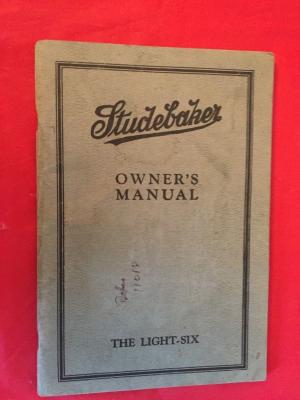 Studebaker
OWNER'S
MANUAL
THE LIGHT-SIX